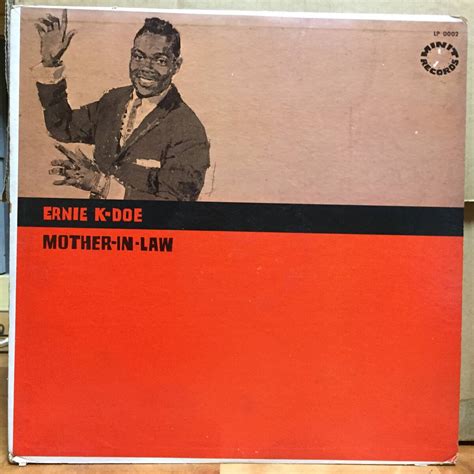 LP 0002
MINIT
RECORDS
ERNIE K-DOE
MOTHER-IN-LAW